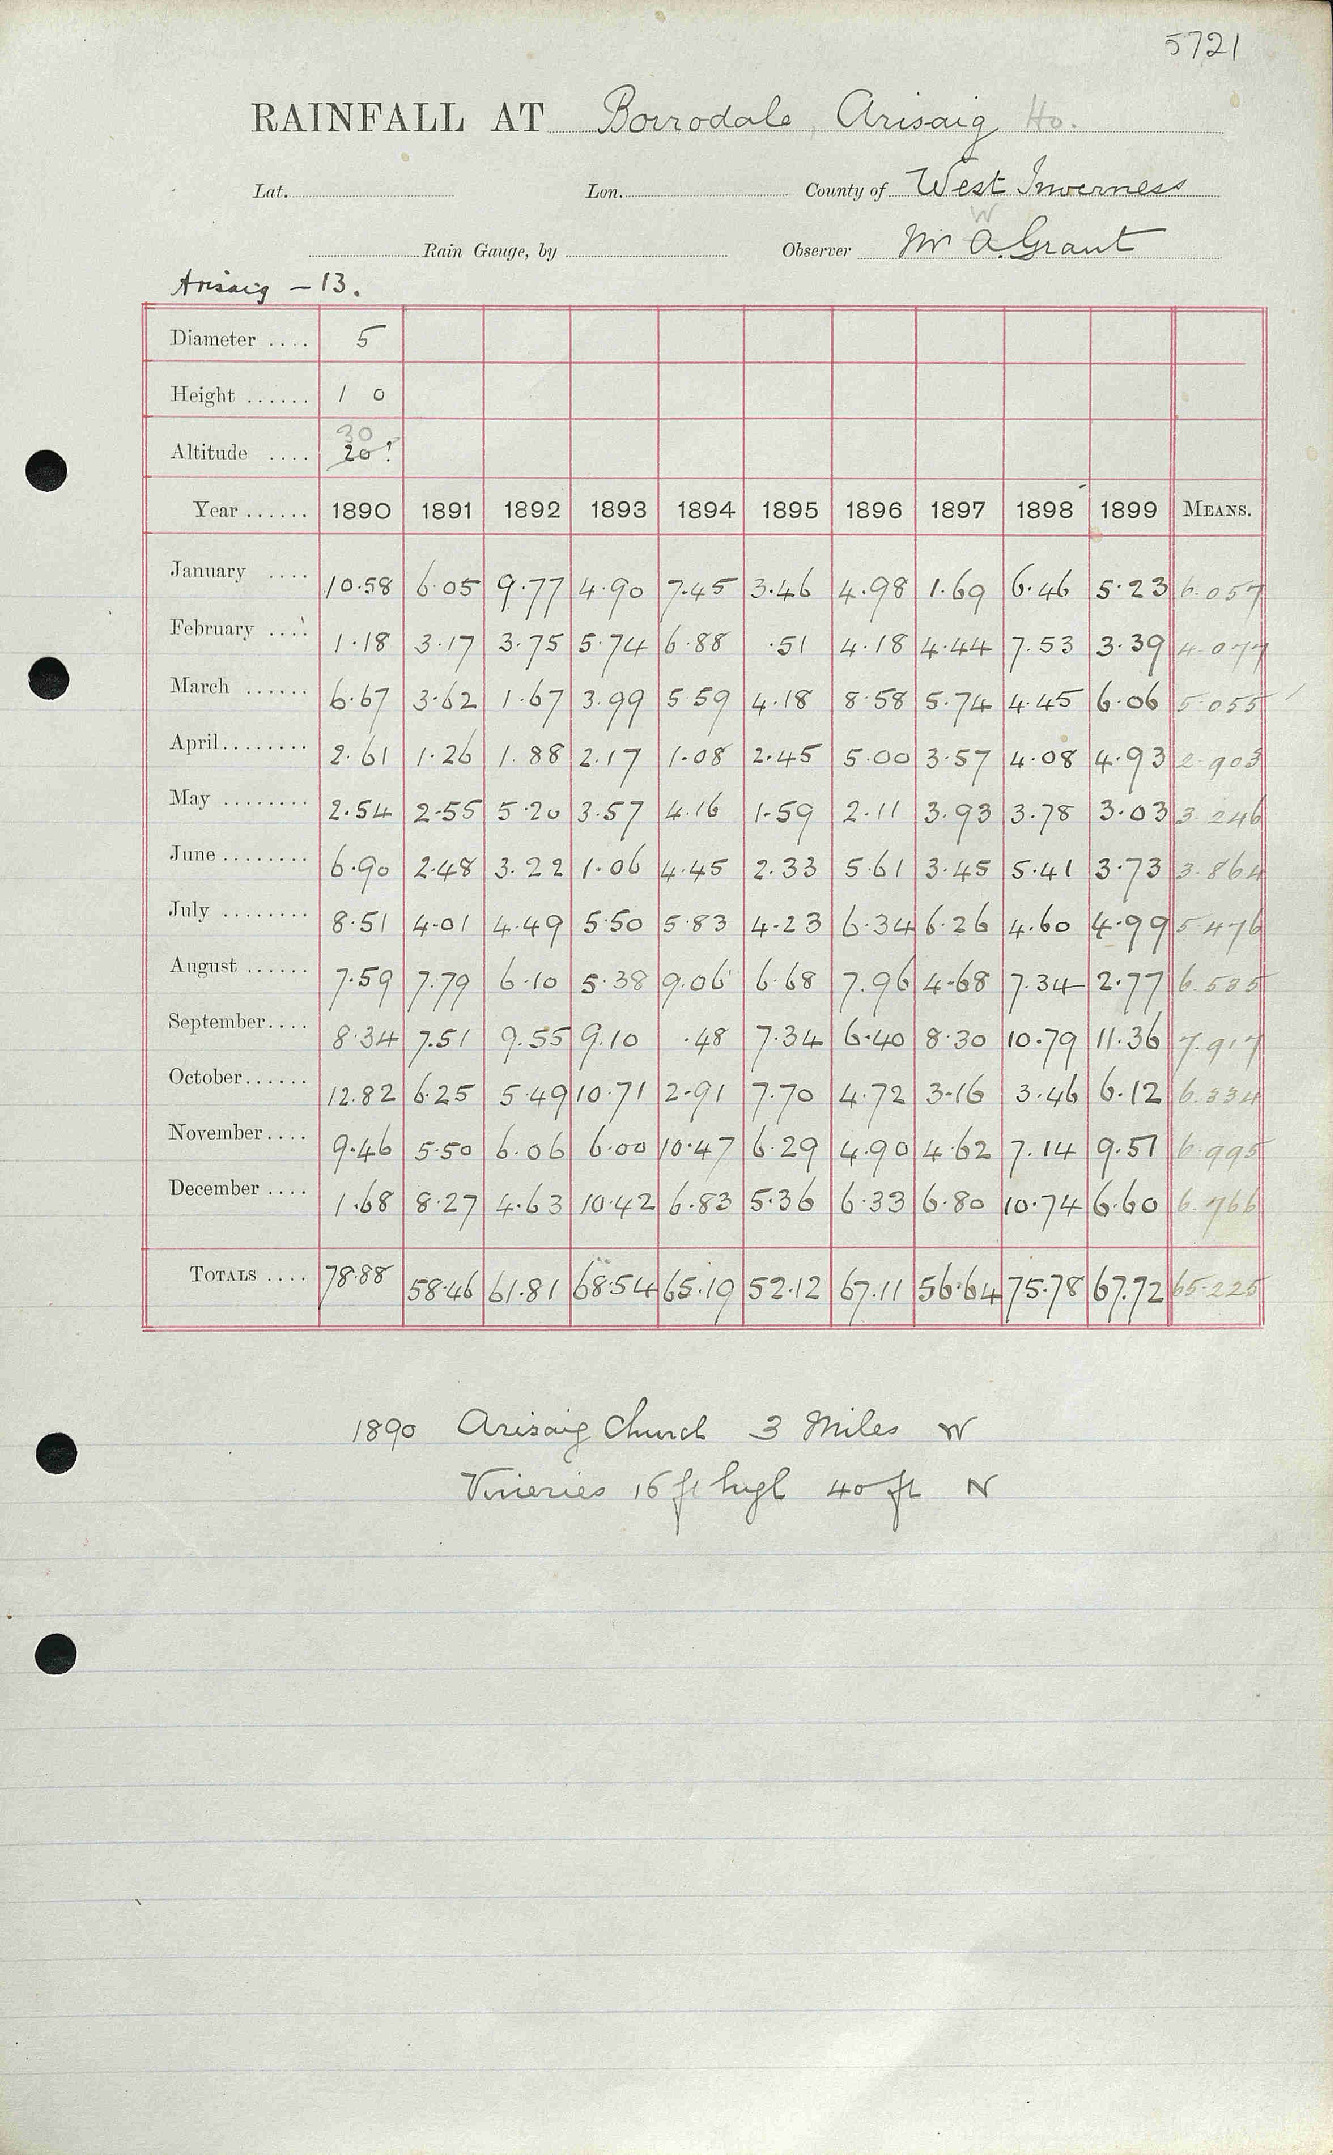 5721
RAINFALL AT Borrodale, Arisaig Ho.
Lat. Lon. County of West Inverness
Rain Gauge, by Observer Mr A. Grant
W
Arisaig - 13.
Diameter .... 5
Height ...... 1 0
Altitude .... 30 20?
Year ...... 1890 1891 1892 1893 1894 1895 1896 1897 1898 1899 MEANS.
January .... 10.58 6.05 9.77 4.90 7.45 3.46 4.98 1.69 6.46 5.23 6.057
February .... 1.18 3.17 3.75 5.74 6.88 .51 4.18 4.44 7.53 3.39 4.077
March ...... 6.67 3.62 1.67 3.99 5.59 4.18 8.58 5.74 4.45 6.06 5.055
April........ 2.61 1.26 1.88 2.17 1.08 2.45 5.00 3.57 4.08 4.93 2.903
May ........ 2.54 2.55 5.20 3.57 4.16 1.59 2.11 3.93 3.78 3.03 3.246
June ........ 6.90 2.48 3.22 1.06 4.45 2.33 5.61 3.45 5.41 3.73 3.864
July ........ 8.51 4.01 4.49 5.50 5.83 4.23 6.34 6.26 4.60 4.99 5.476
August ...... 7.59 7.79 6.10 5.38 9.06 6.68 7.96 4.68 7.34 2.77 6.535
September.... 8.34 7.51 9.55 9.10 .48 7.34 6.40 8.30 10.79 11.36 7.917
October...... 12.82 6.25 5.49 10.71 2.91 7.70 4.72 3.16 3.46 6.12 6.334
November.... 9.46 5.50 6.06 6.00 10.47 6.29 4.90 4.62 7.14 9.51 6.995
December .... 1.68 8.27 4.63 10.42 6.83 5.36 6.33 6.80 10.74 6.60 6.766
TOTALS .... 78.88 58.46 61.81 68.54 65.19 52.12 67.11 56.64 75.78 67.72 65.225
1890 Arisaig Church 3 Miles W
Vineries 16 ft high 40 ft N